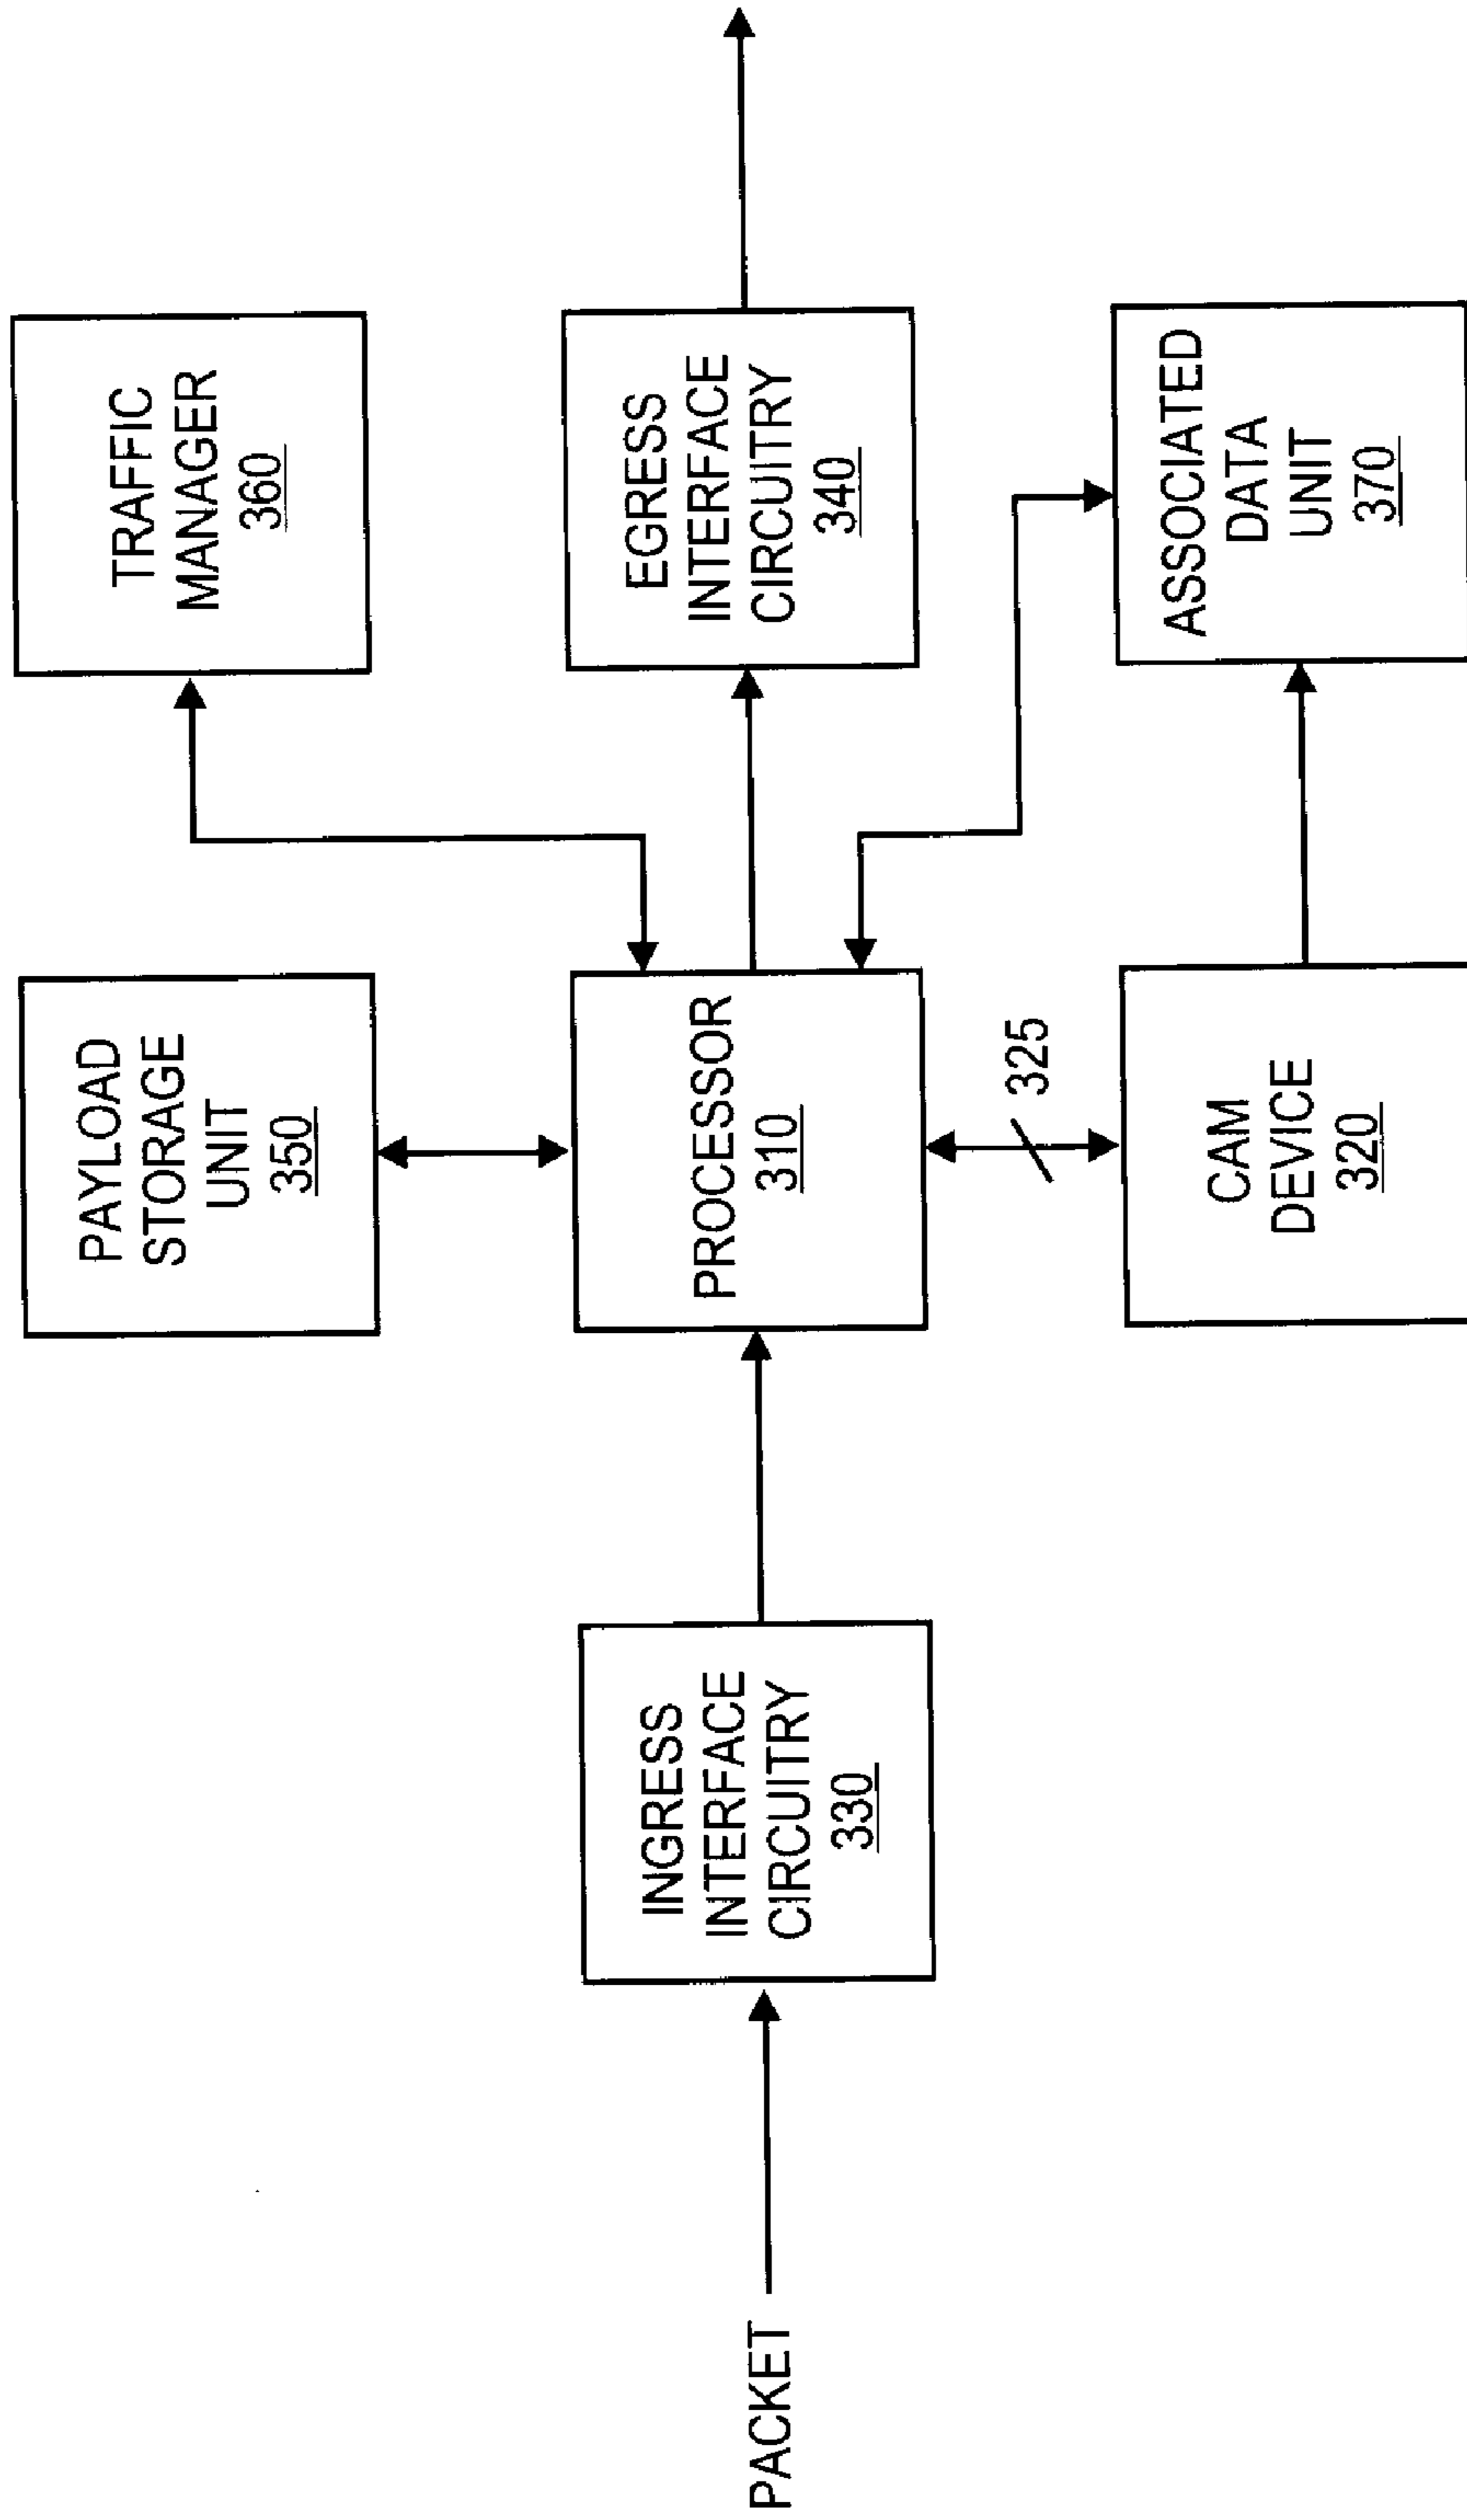 PAYLOAD
STORAGE
UNIT
350
TRAFFIC
MANAGER
360
PACKET
INGRESS
INTERFACE
CIRCUITRY
330
PROCESSOR
310
EGRESS
INTERFACE
CIRCUITRY
340
325
CAM
DEVICE
320
ASSOCIATED
DATA
UNIT
370